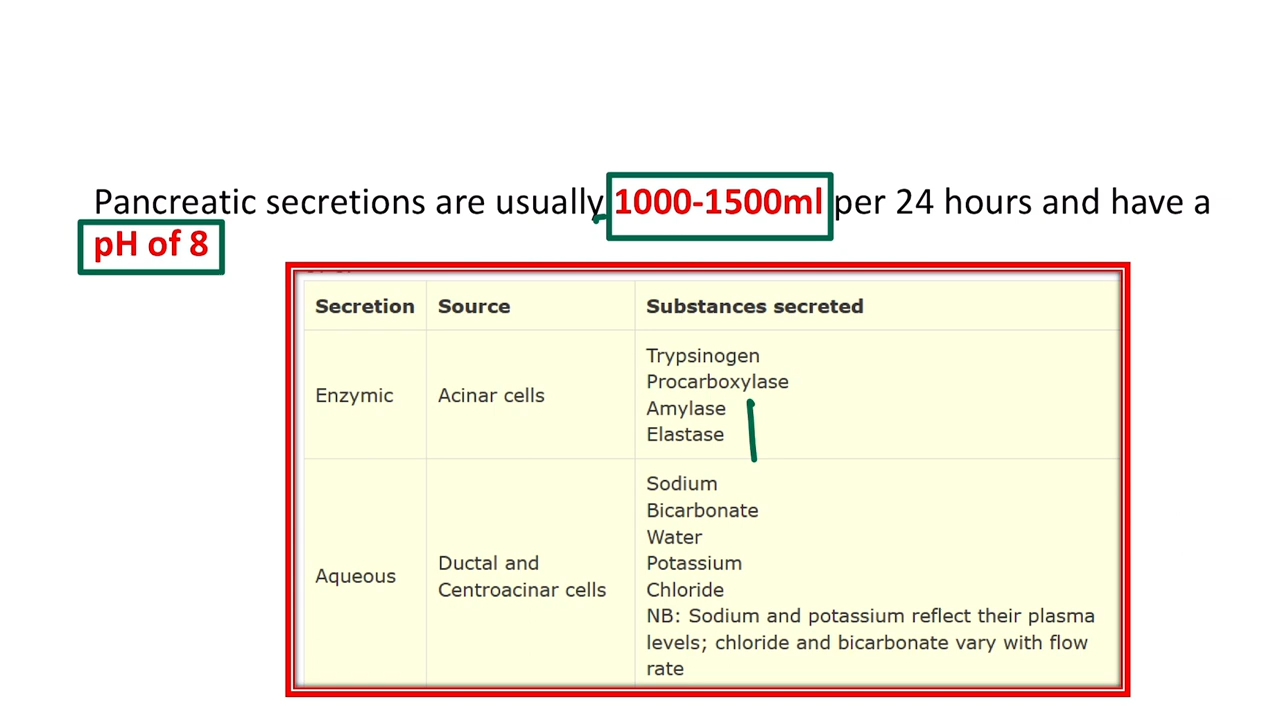 Pancreatic secretions are usually 1000-1500ml per 24 hours and have a
pH of 8
Secretion Source Substances secreted
Enzymic Acinar cells
Trypsinogen
Procarboxylase
Amylase
Elastase
Aqueous
Ductal and
Centroacinar cells
Sodium
Bicarbonate
Water
Potassium
Chloride
NB: Sodium and potassium reflect their plasma
levels; chloride and bicarbonate vary with flow
rate